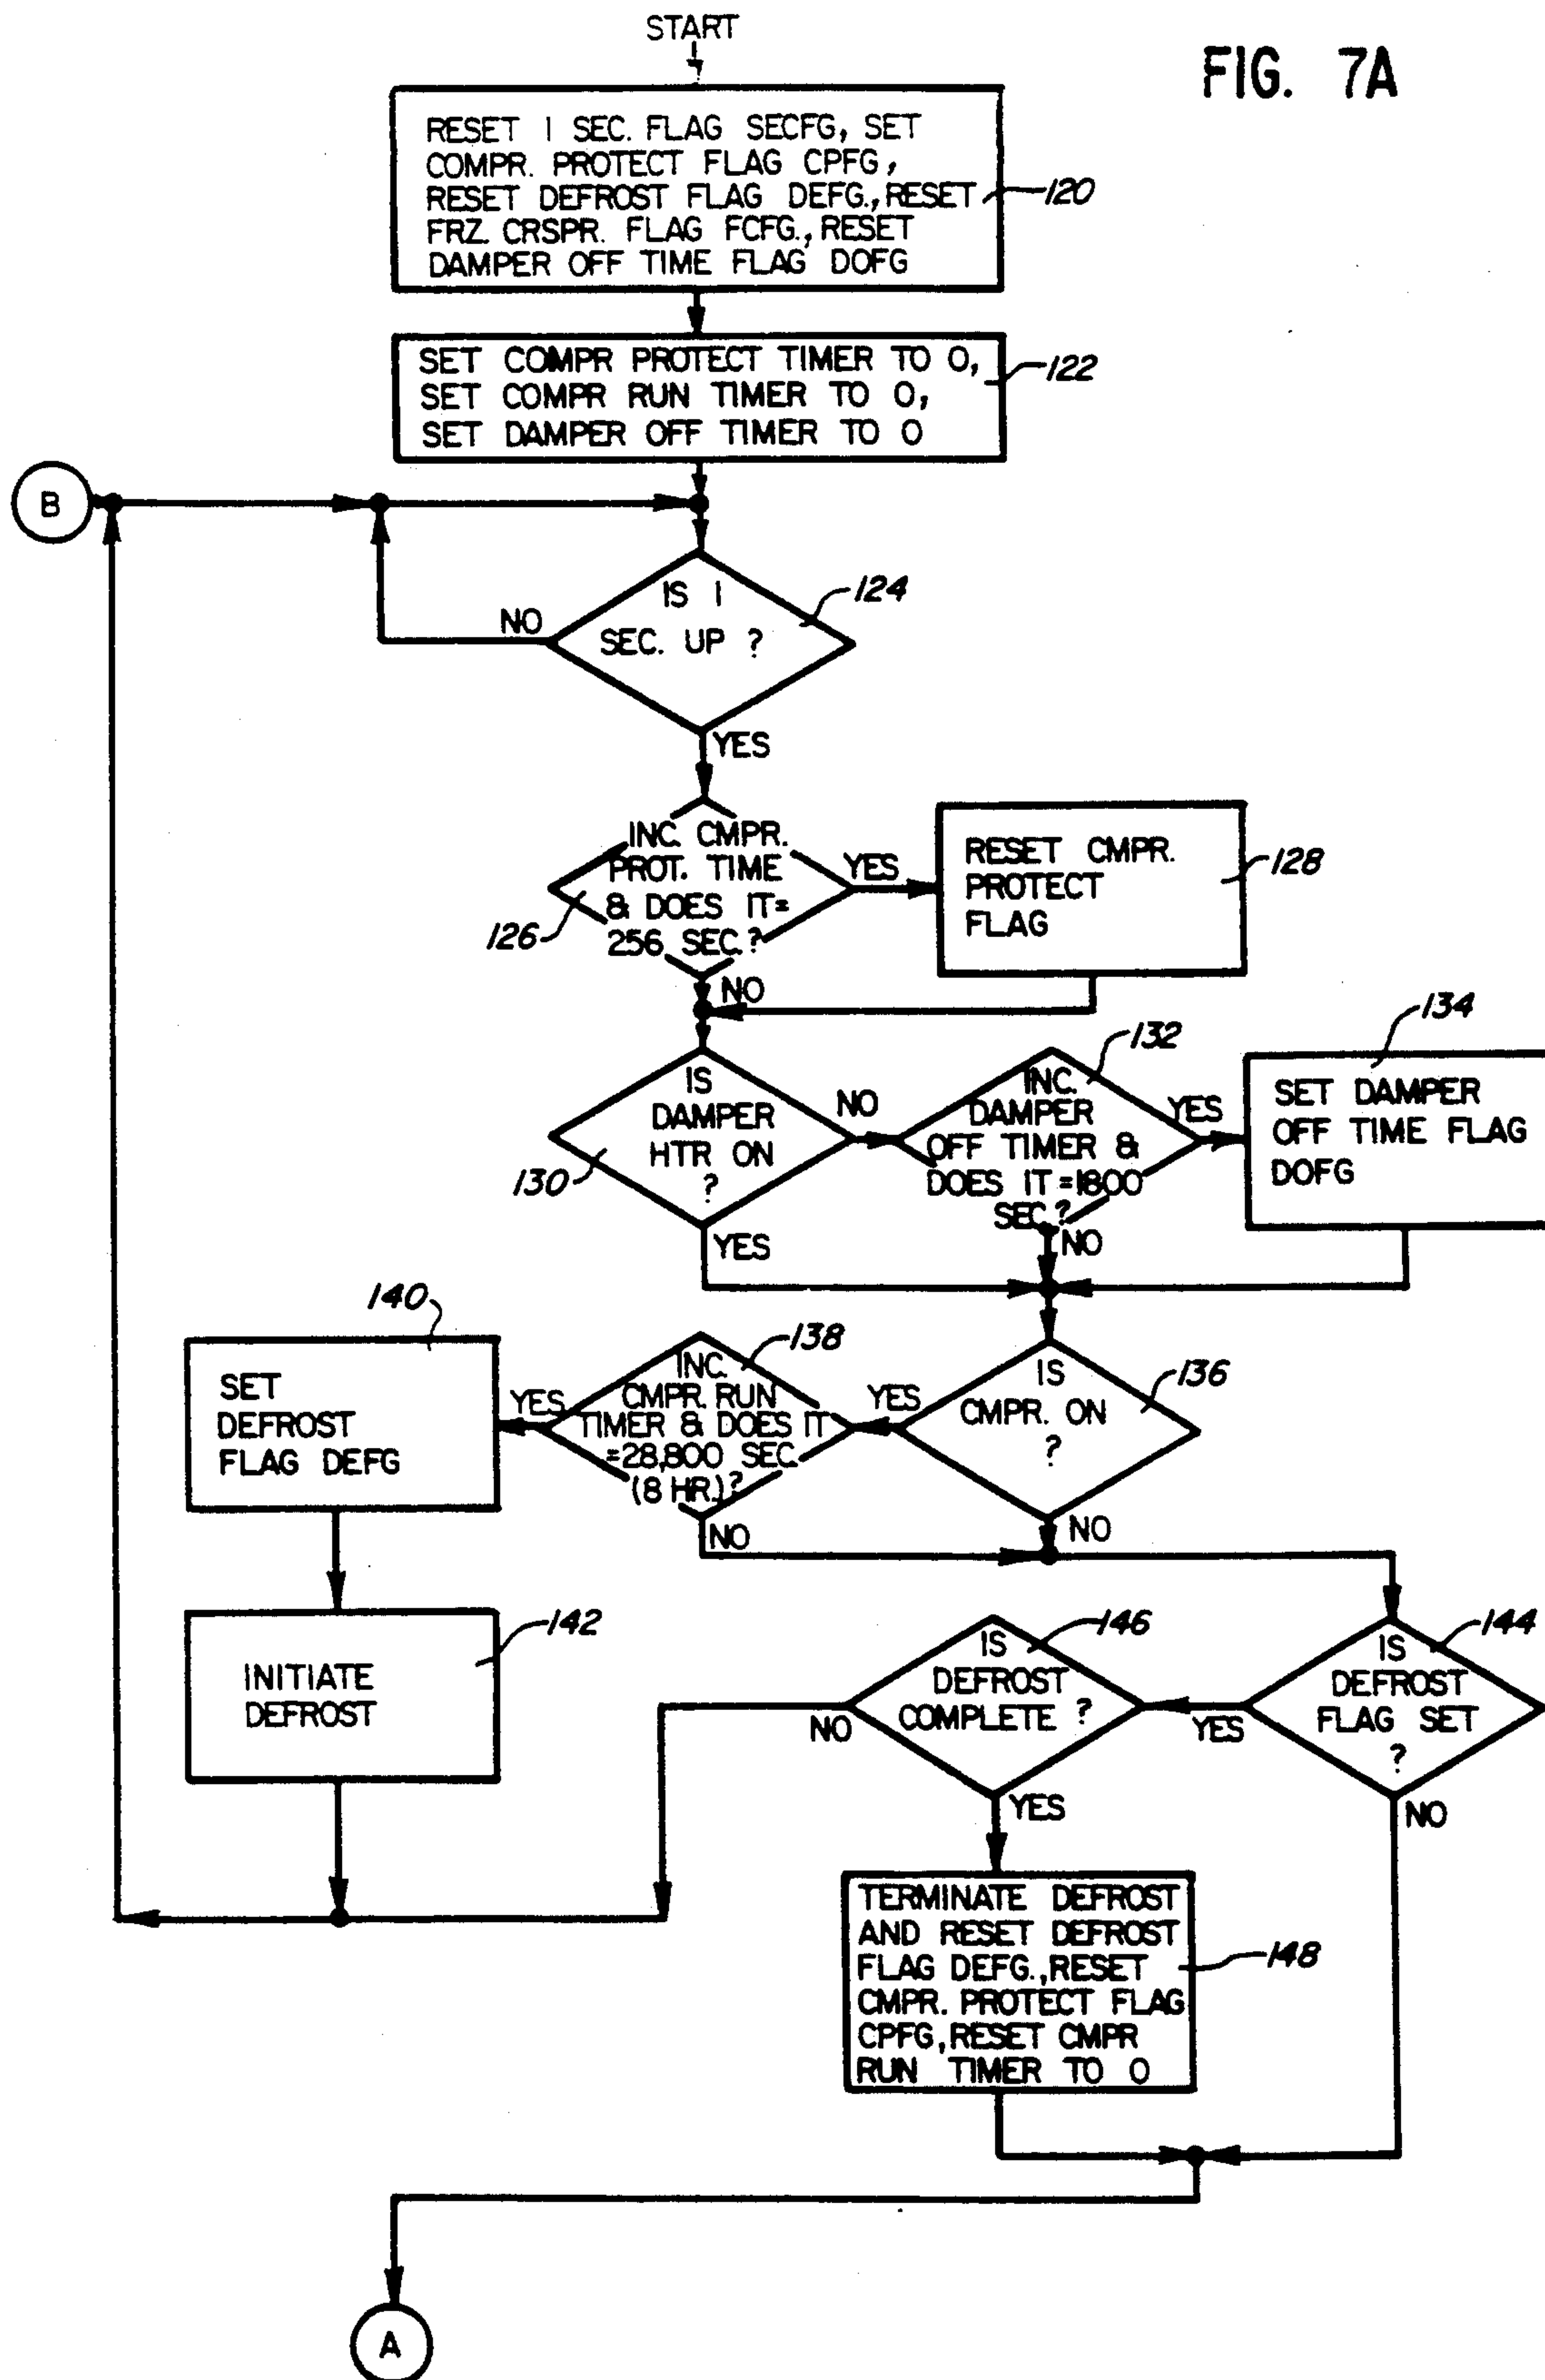 START
FIG. 7A
RESET 1 SEC. FLAG SECFG, SET
COMPR. PROTECT FLAG CPFG,
RESET DEFROST FLAG DEFG., RESET
FRZ. CRSPR. FLAG FCFG., RESET
DAMPER OFF TIME FLAG DOFG
120
SET COMPR PROTECT TIMER TO 0,
SET COMPR RUN TIMER TO 0,
SET DAMPER OFF TIMER TO 0
122
B
IS 1
SEC. UP ?
124
NO
YES
INC. CMPR.
PROT. TIME
& DOES IT=
256 SEC.?
126
YES
NO
RESET CMPR.
PROTECT
FLAG
128
IS
DAMPER
HTR ON
?
130
NO
YES
INC.
DAMPER
OFF TIMER &
DOES IT =1800
SEC.?
132
YES
NO
SET DAMPER
OFF TIME FLAG
DOFG
134
IS
CMPR. ON
?
136
YES
NO
INC.
CMPR. RUN
TIMER & DOES IT
=28,800 SEC.
(8 HR.)?
138
YES
NO
SET
DEFROST
FLAG DEFG
140
INITIATE
DEFROST
142
IS
DEFROST
FLAG SET
?
144
YES
NO
IS
DEFROST
COMPLETE ?
146
NO
YES
TERMINATE DEFROST
AND RESET DEFROST
FLAG DEFG., RESET
CMPR. PROTECT FLAG
CPFG, RESET CMPR
RUN TIMER TO 0
148
A